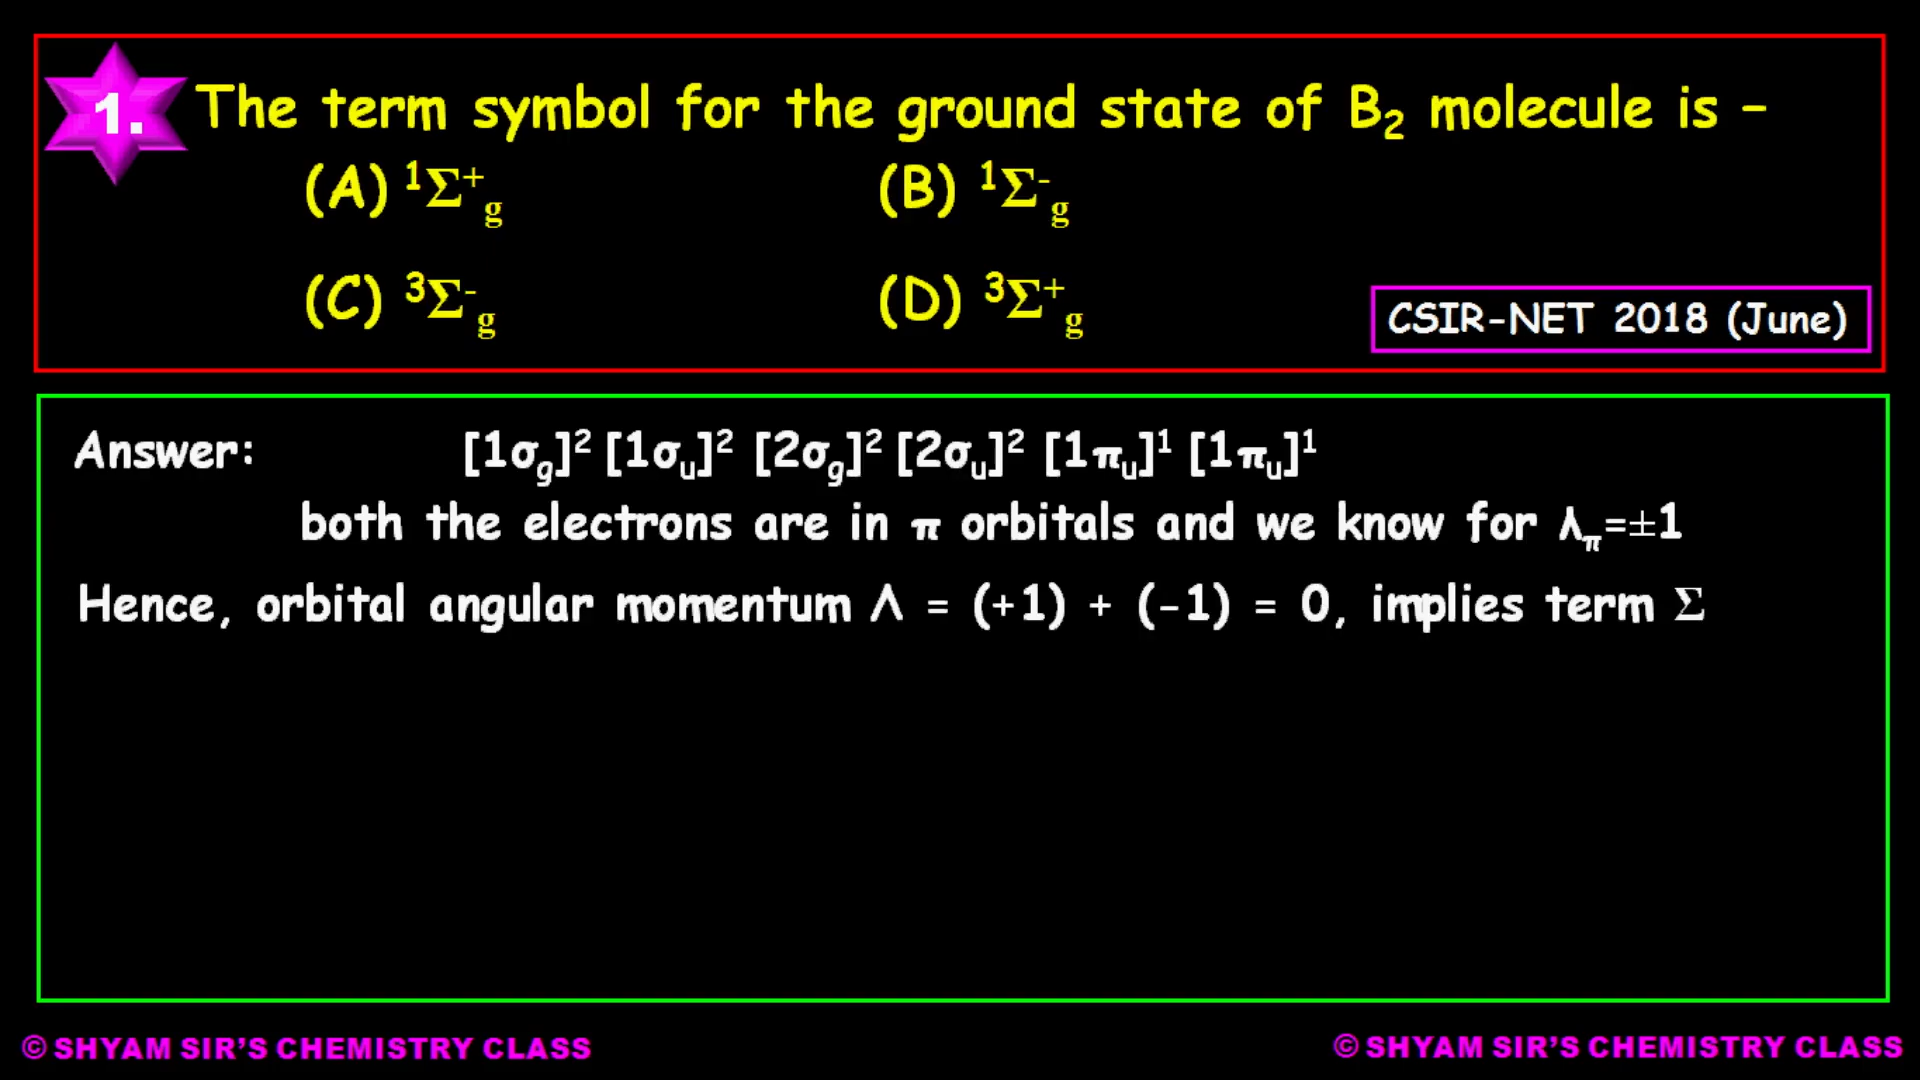 1. The term symbol for the ground state of B₂ molecule is –
(A) ¹Σ⁺g (B) ¹Σ⁻g
(C) ³Σ⁻g (D) ³Σ⁺g
CSIR-NET 2018 (June)
Answer: [1σg]² [1σu]² [2σg]² [2σu]² [1πu]¹ [1πu]¹
both the electrons are in π orbitals and we know for λπ=±1
Hence, orbital angular momentum Λ = (+1) + (-1) = 0, implies term Σ
© SHYAM SIR'S CHEMISTRY CLASS
© SHYAM SIR'S CHEMISTRY CLASS